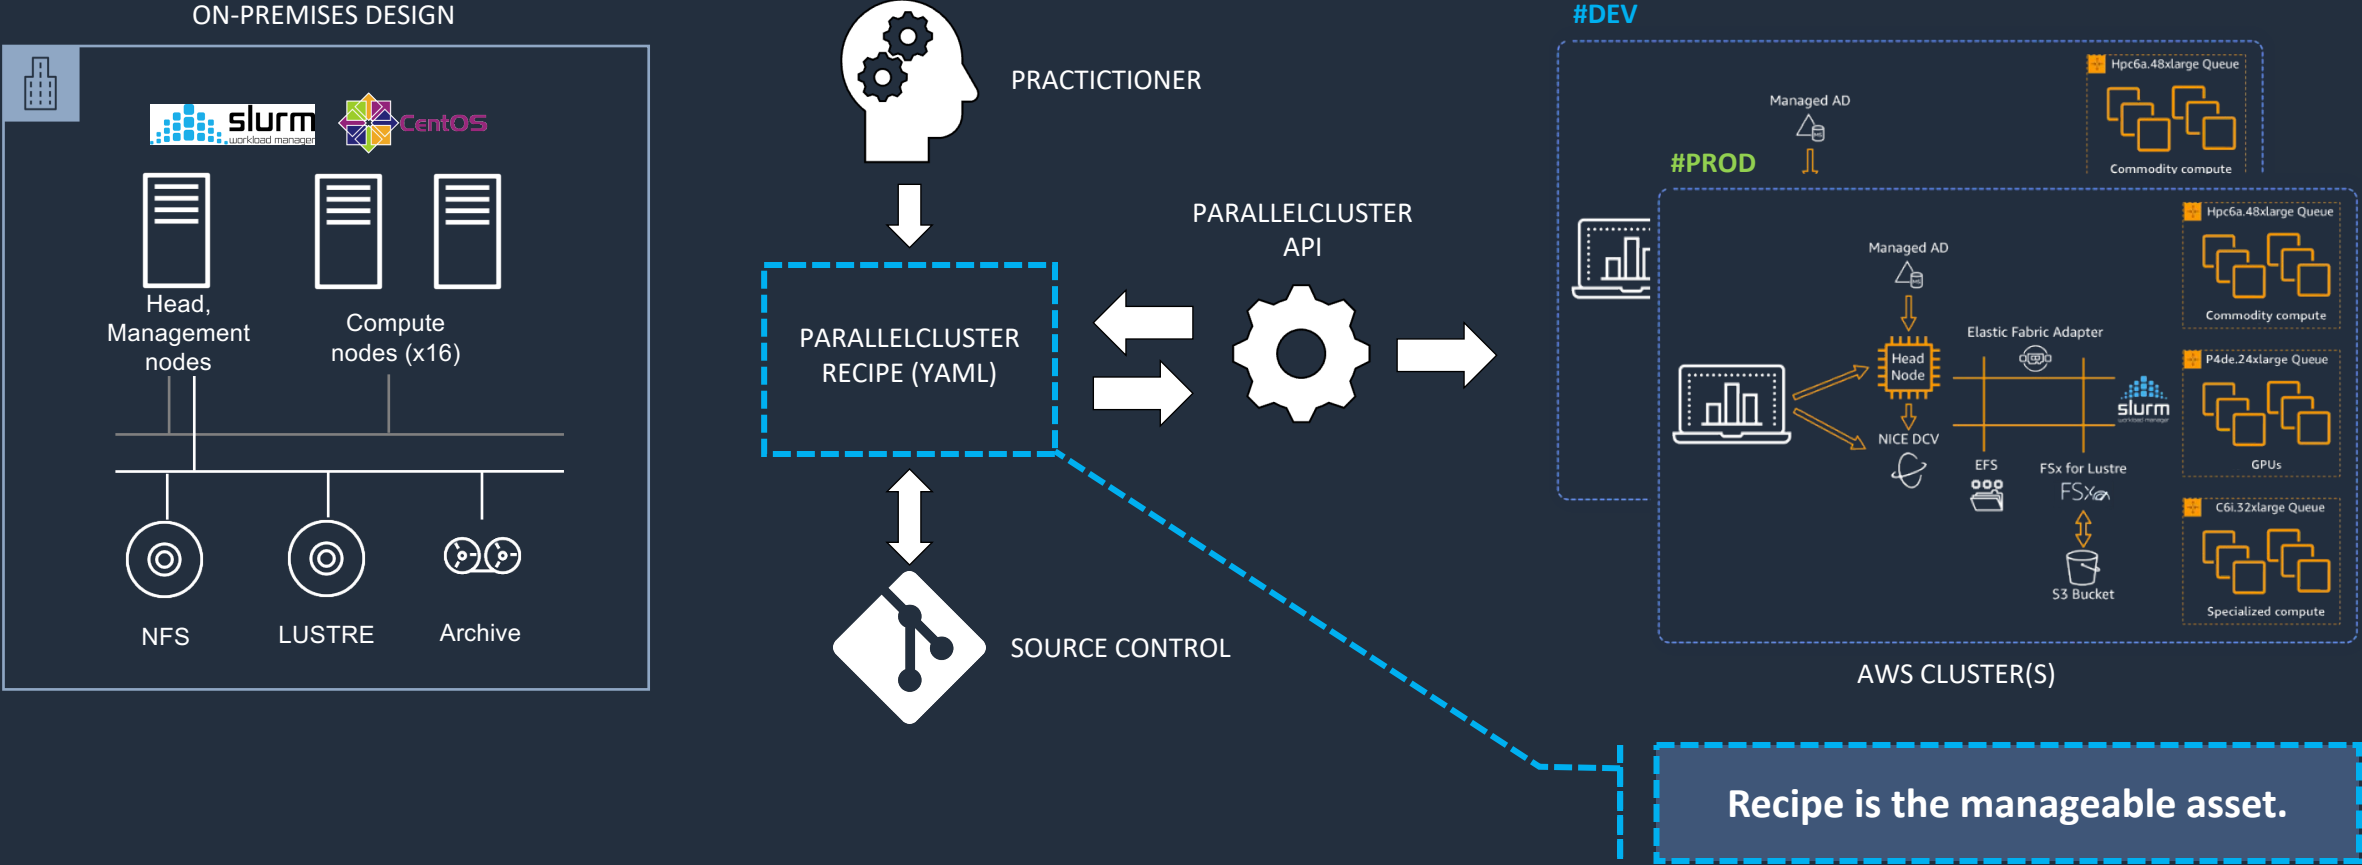 ON-PREMISES DESIGN
slurm
workload manager
CentOS
Head,
Management
nodes
Compute
nodes (x16)
NFS
LUSTRE
Archive
PRACTICTIONER
PARALLELCLUSTER
RECIPE (YAML)
SOURCE CONTROL
PARALLELCLUSTER
API
#DEV
Managed AD
Hpc6a.48xlarge Queue
Commodity compute
#PROD
Managed AD
Head
Node
NICE DCV
Elastic Fabric Adapter
EFS
FSx for Lustre
FSx
S3 Bucket
slurm
workload manager
Hpc6a.48xlarge Queue
Commodity compute
P4de.24xlarge Queue
GPUs
C6i.32xlarge Queue
Specialized compute
AWS CLUSTER(S)
Recipe is the manageable asset.